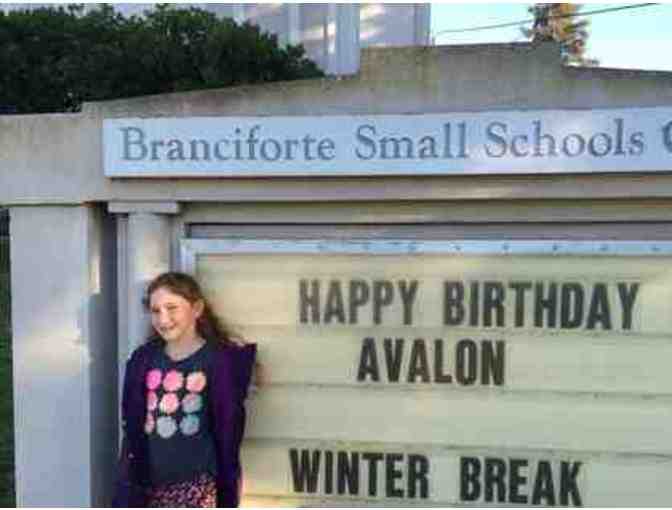 Branciforte Small Schools
HAPPY BIRTHDAY
AVALON
WINTER BREAK